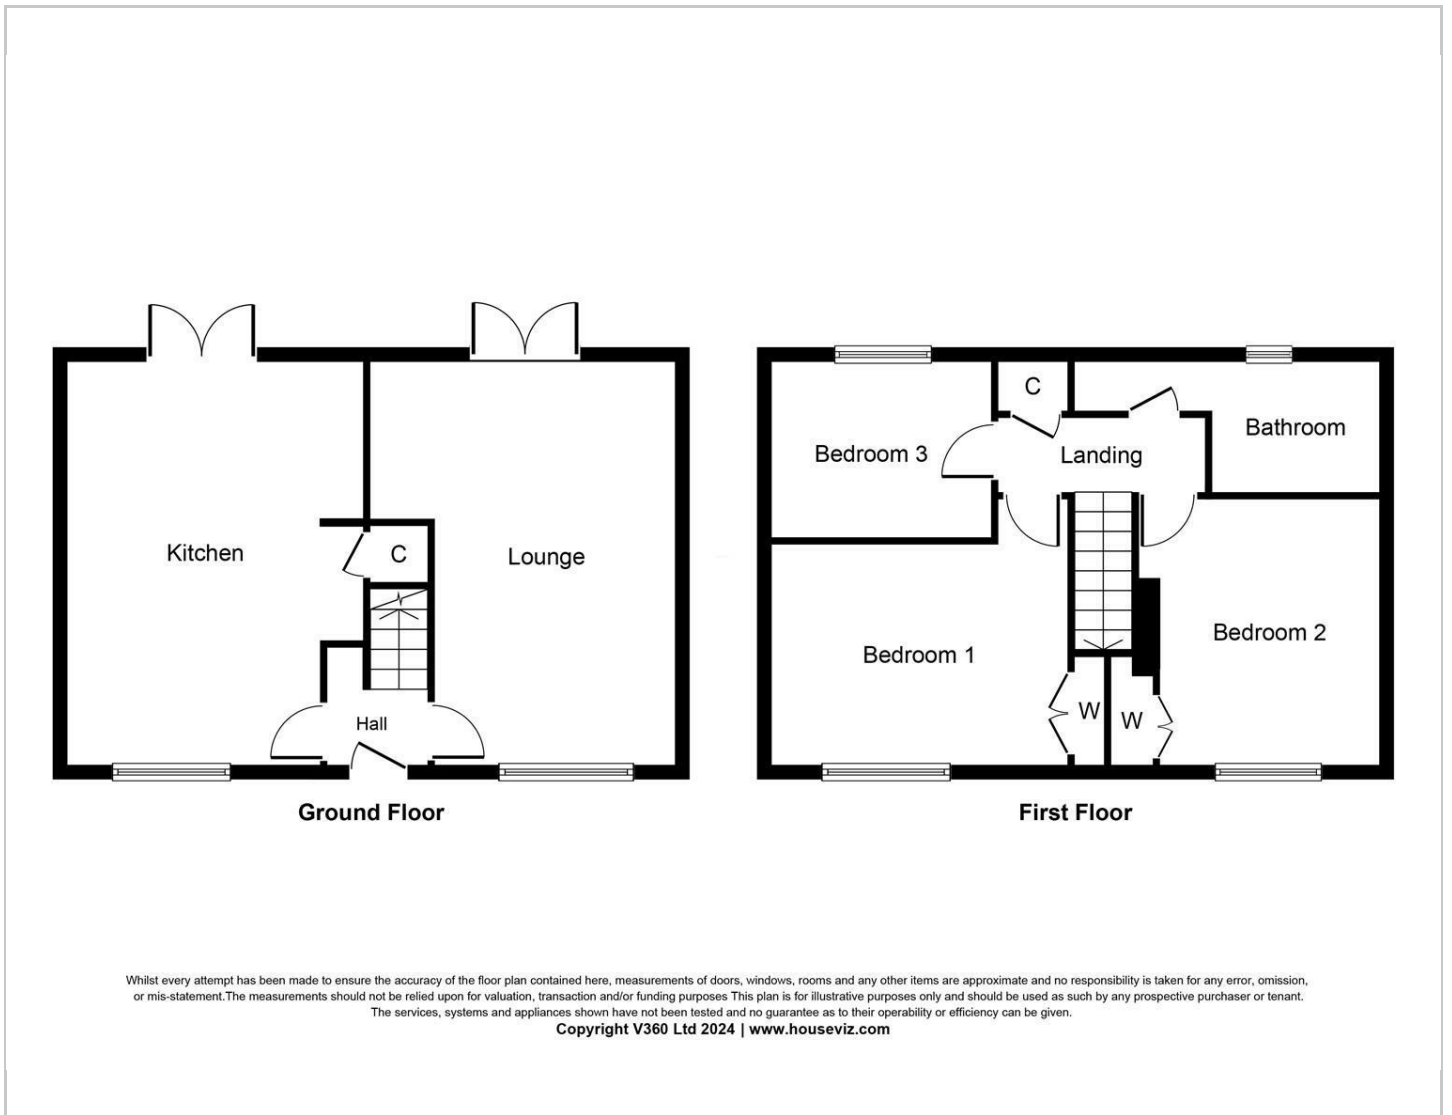 Kitchen
C
Lounge
Hall
Ground Floor
C
Bedroom 3
Landing
Bathroom
Bedroom 1
Bedroom 2
W
W
First Floor
Whilst every attempt has been made to ensure the accuracy of the floor plan contained here, measurements of doors, windows, rooms and any other items are approximate and no responsibility is taken for any error, omission,
or mis-statement.The measurements should not be relied upon for valuation, transaction and/or funding purposes This plan is for illustrative purposes only and should be used as such by any prospective purchaser or tenant.
The services, systems and appliances shown have not been tested and no guarantee as to their operability or efficiency can be given.
Copyright V360 Ltd 2024 | www.houseviz.com